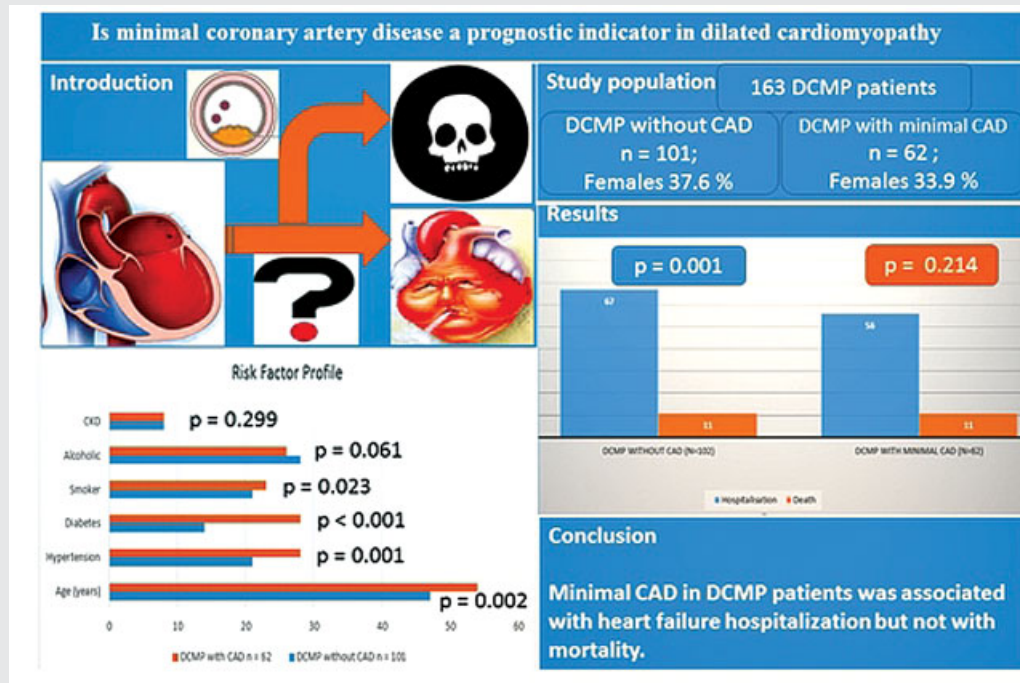 Is minimal coronary artery disease a prognostic indicator in dilated cardiomyopathy
Introduction
Study population
163 DCMP patients
DCMP without CAD
n = 101;
Females 37.6 %
DCMP with minimal CAD
n = 62 ;
Females 33.9 %
Results
p = 0.001
p = 0.214
67
11
56
11
DCMP WITHOUT CAD (N=102)
DCMP WITH MINIMAL CAD (N=62)
Hospitalisation
Death
Risk Factor Profile
CKD
p = 0.299
Alcoholic
p = 0.061
Smoker
p = 0.023
Diabetes
p < 0.001
Hypertension
p = 0.001
Age (years)
p = 0.002
0 10 20 30 40 50 60
DCMP with CAD n = 62
DCMP without CAD n = 101
Conclusion
Minimal CAD in DCMP patients was associated
with heart failure hospitalization but not with
mortality.